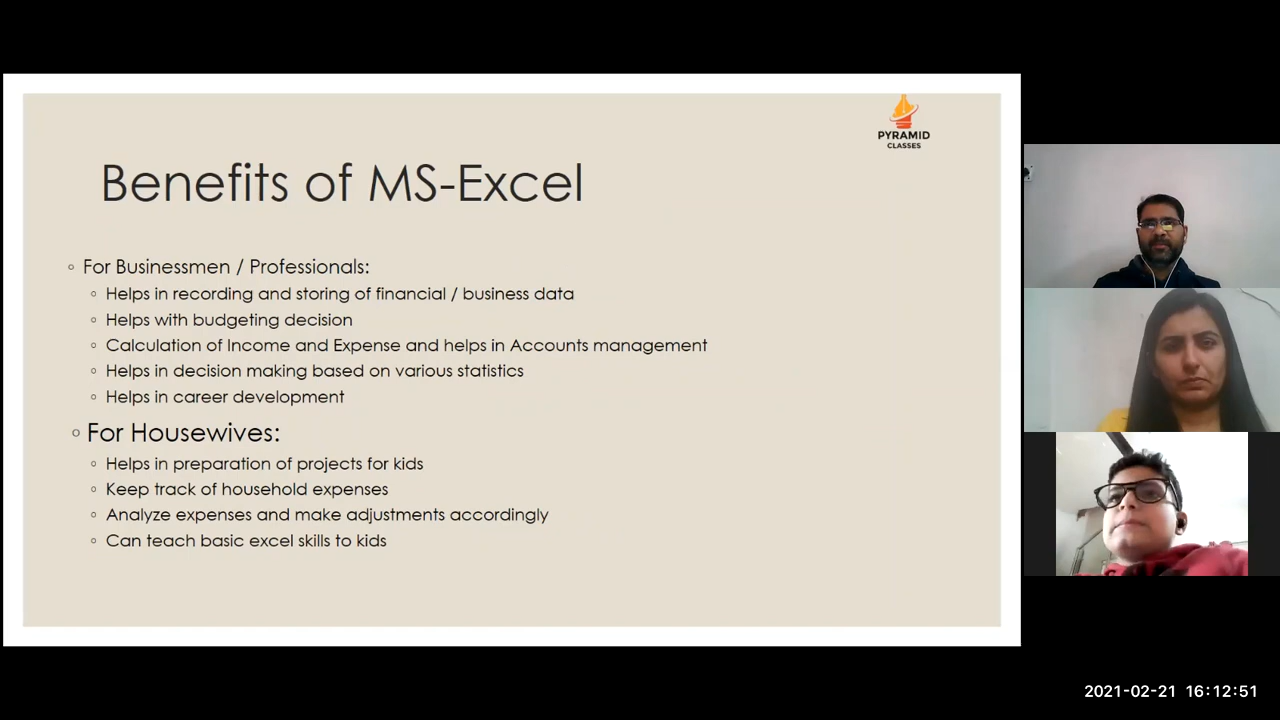 PYRAMID
CLASSES
Benefits of MS-Excel
◦ For Businessmen / Professionals:
◦ Helps in recording and storing of financial / business data
◦ Helps with budgeting decision
◦ Calculation of Income and Expense and helps in Accounts management
◦ Helps in decision making based on various statistics
◦ Helps in career development
◦ For Housewives:
◦ Helps in preparation of projects for kids
◦ Keep track of household expenses
◦ Analyze expenses and make adjustments accordingly
◦ Can teach basic excel skills to kids
2021-02-21 16:12:51